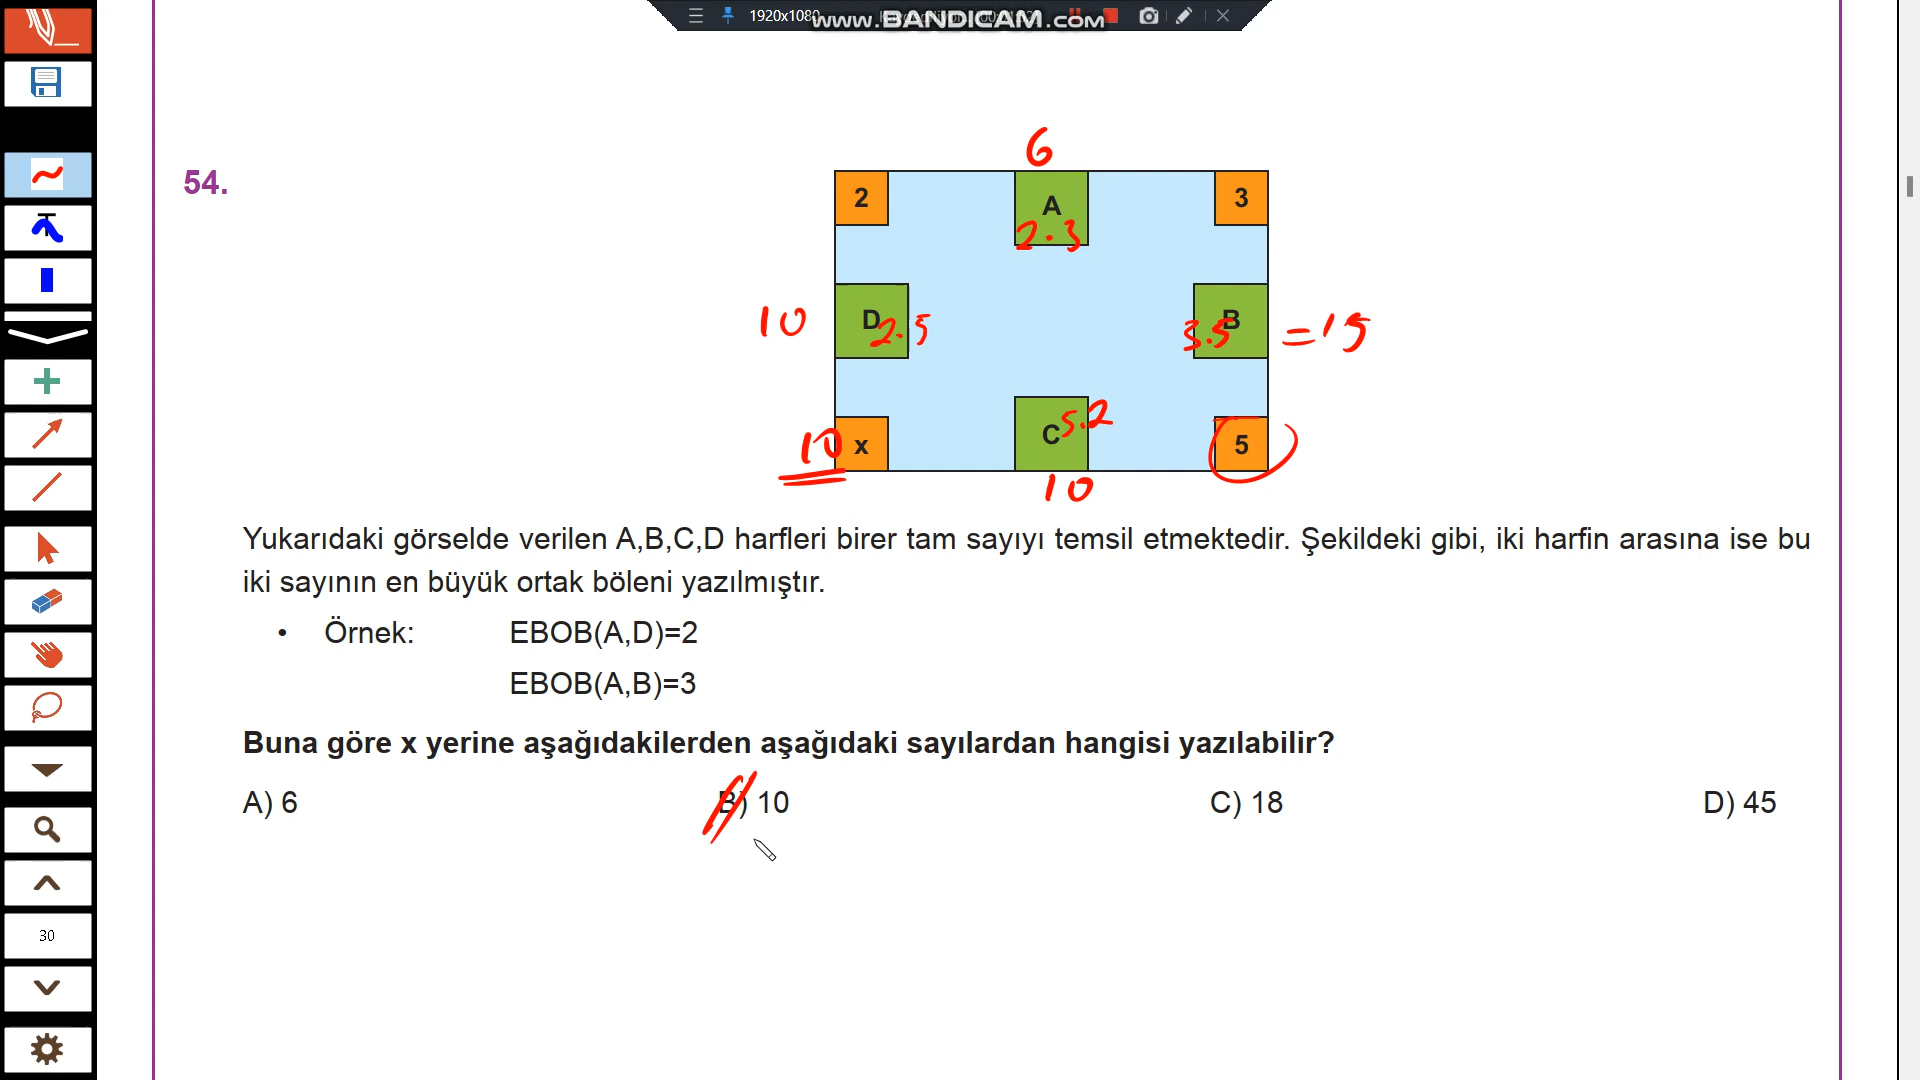 1920x1080
www.BANDICAM.com
54.
6
2 A 3
2.3
10 D 2.5 B 3.5 =15
10 x C 5.2 5
10
Yukarıdaki görselde verilen A,B,C,D harfleri birer tam sayıyı temsil etmektedir. Şekildeki gibi, iki harfin arasına ise bu
iki sayının en büyük ortak böleni yazılmıştır.
• Örnek: EBOB(A,D)=2
EBOB(A,B)=3
Buna göre x yerine aşağıdakilerden aşağıdaki sayılardan hangisi yazılabilir?
A) 6 B) 10 C) 18 D) 45
30